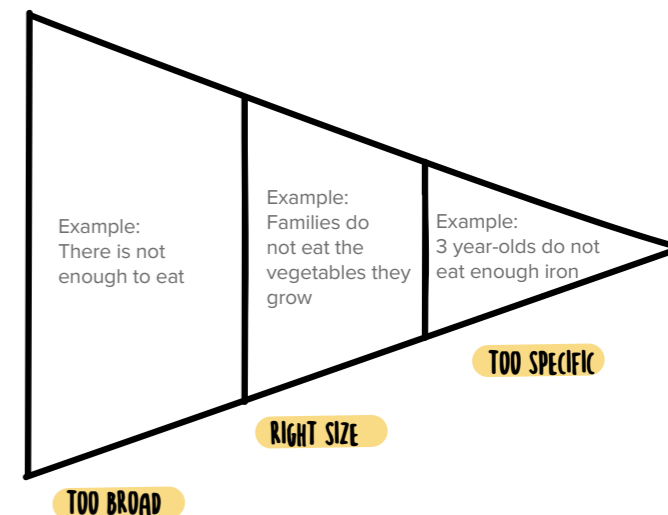 Example:
There is not
enough to eat
TOO BROAD
Example:
Families do
not eat the
vegetables they
grow
RIGHT SIZE
Example:
3 year-olds do not
eat enough iron
TOO SPECIFIC